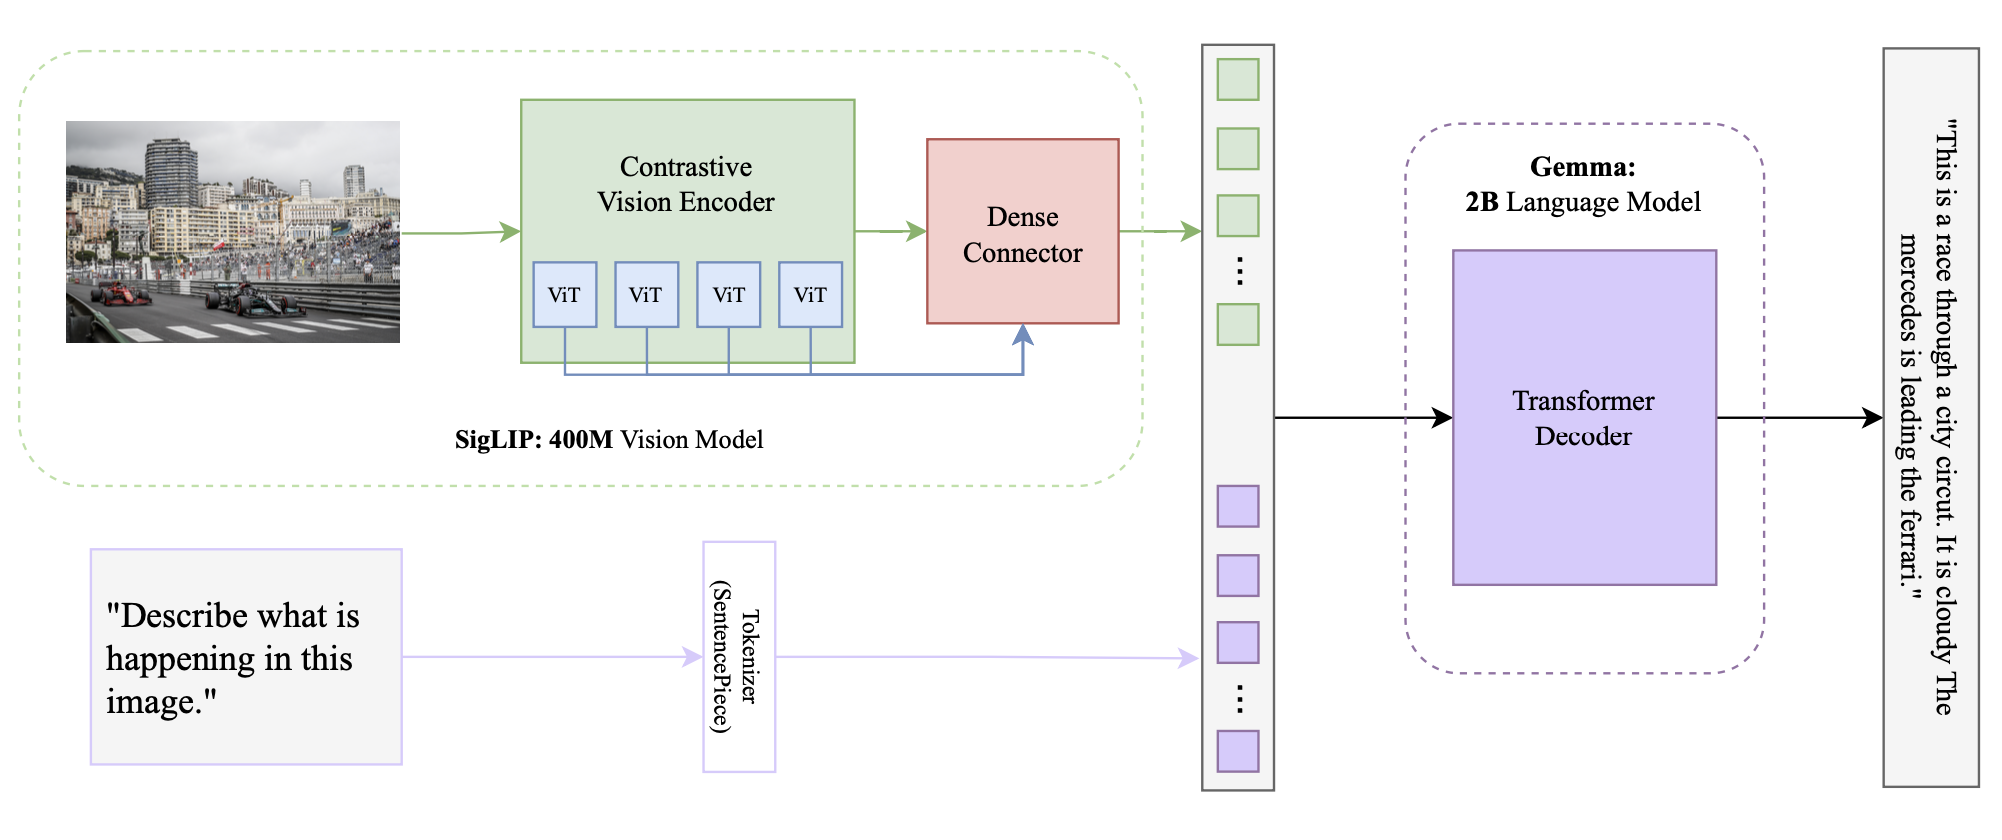 Contrastive
Vision Encoder
ViT
ViT
ViT
ViT
Dense
Connector
SigLIP: 400M Vision Model
"Describe what is
happening in this
image."
Tokenizer
(SentencePiece)
Gemma:
2B Language Model
Transformer
Decoder
"This is a race through a city circut. It is cloudy The
mercedes is leading the ferrari."